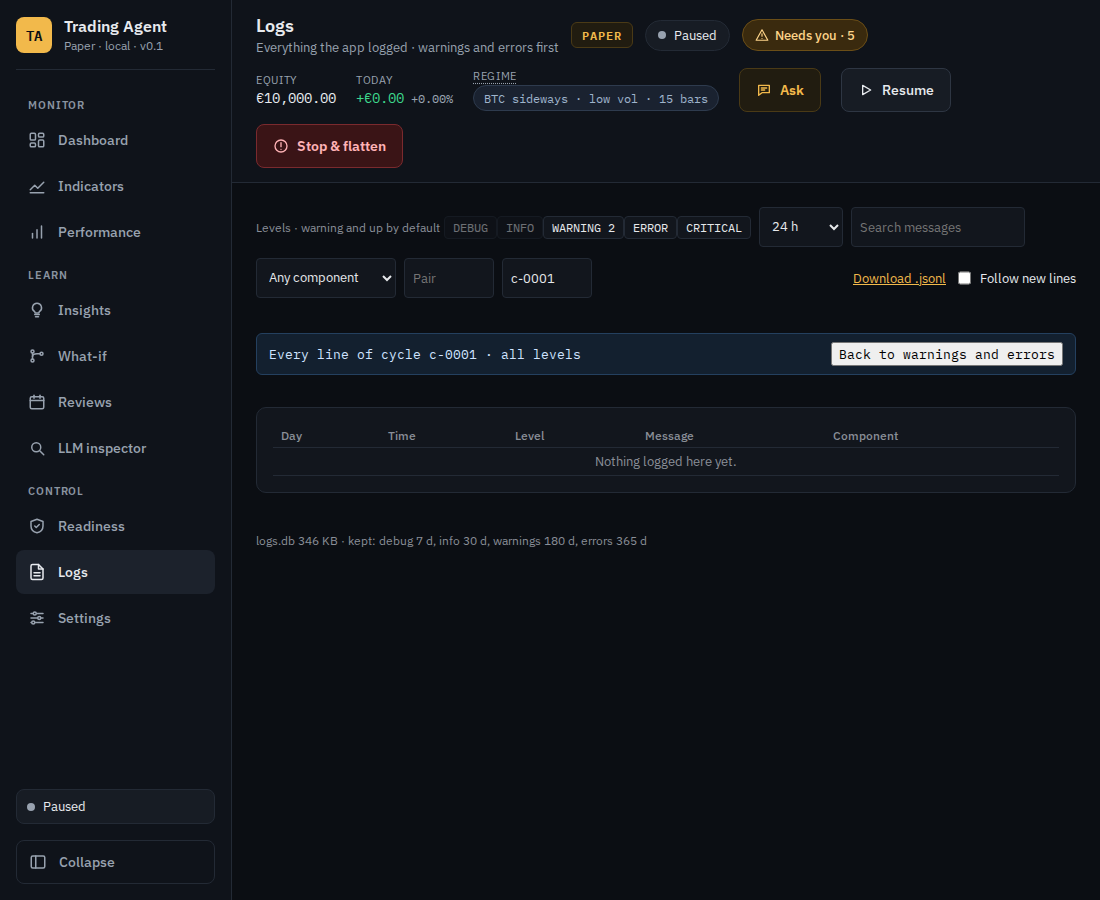 TA
Trading Agent
Paper · local · v0.1
MONITOR
Dashboard
Indicators
Performance
LEARN
Insights
What-if
Reviews
LLM inspector
CONTROL
Readiness
Logs
Settings
Paused
Collapse
Logs
Everything the app logged · warnings and errors first
PAPER
Paused
Needs you · 5
EQUITY
€10,000.00
TODAY
+€0.00 +0.00%
REGIME
BTC sideways · low vol · 15 bars
Ask
Resume
Stop & flatten
Levels · warning and up by default DEBUG INFO WARNING 2 ERROR CRITICAL 24 h Search messages
Any component Pair c-0001 Download .jsonl Follow new lines
Every line of cycle c-0001 · all levels Back to warnings and errors
Day Time Level Message Component
Nothing logged here yet.
logs.db 346 KB · kept: debug 7 d, info 30 d, warnings 180 d, errors 365 d